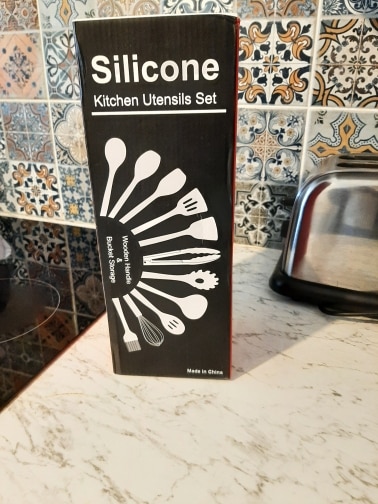 Silicone
Kitchen Utensils Set
Wooden Handle
&
Bucket Storage
Made in China